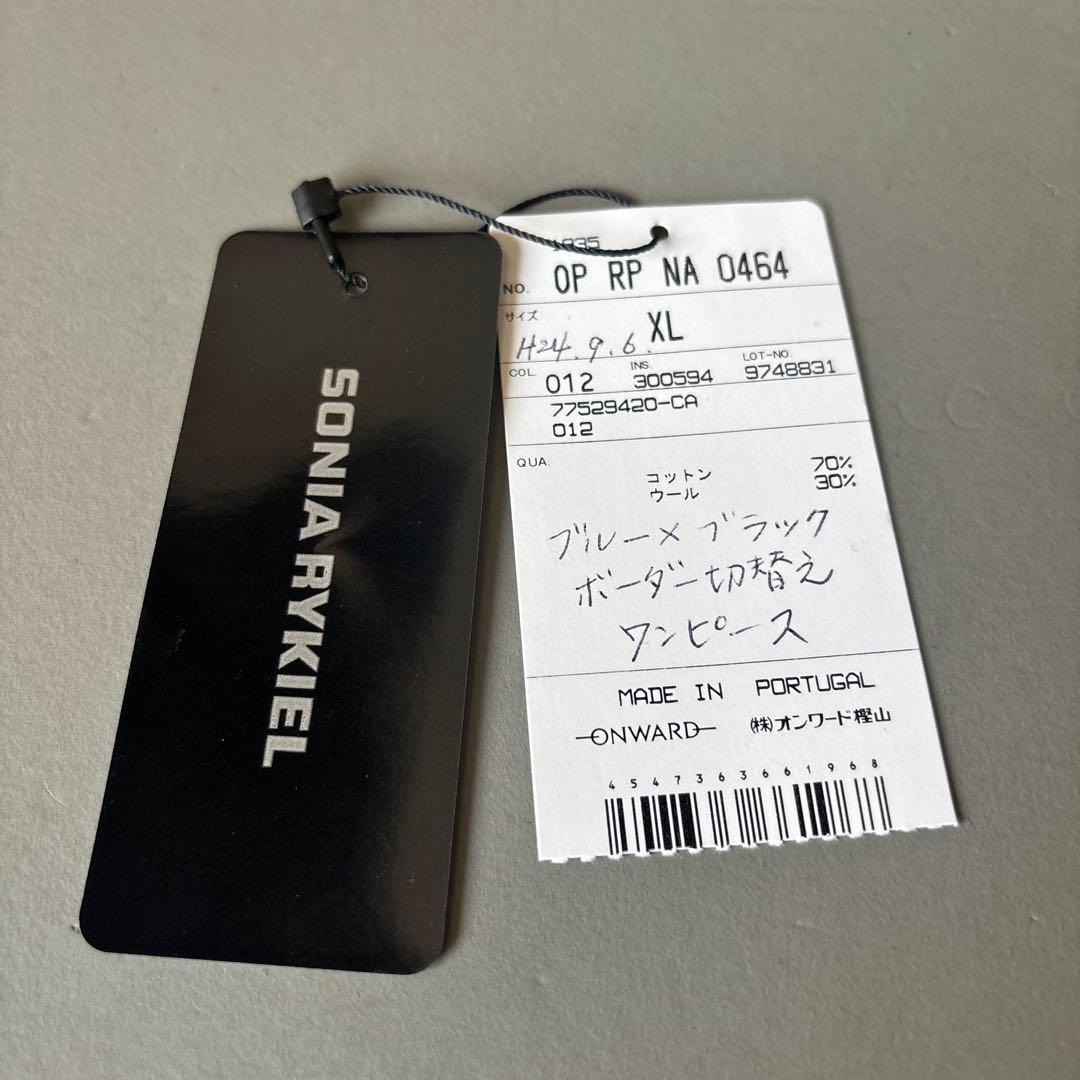 SONIA RYKIEL
1835
NO. OP RP NA 0464
サイズ XL
H24.9.6.
COL. 012 INS. 300594 LOT-NO. 9748831
77529420-CA
012
QUA.
コットン 70%
ウール 30%
ブルー×ブラック
ボーダー切替え
ワンピース
MADE IN PORTUGAL
ONWARD ㈱オンワード樫山
4547363661968